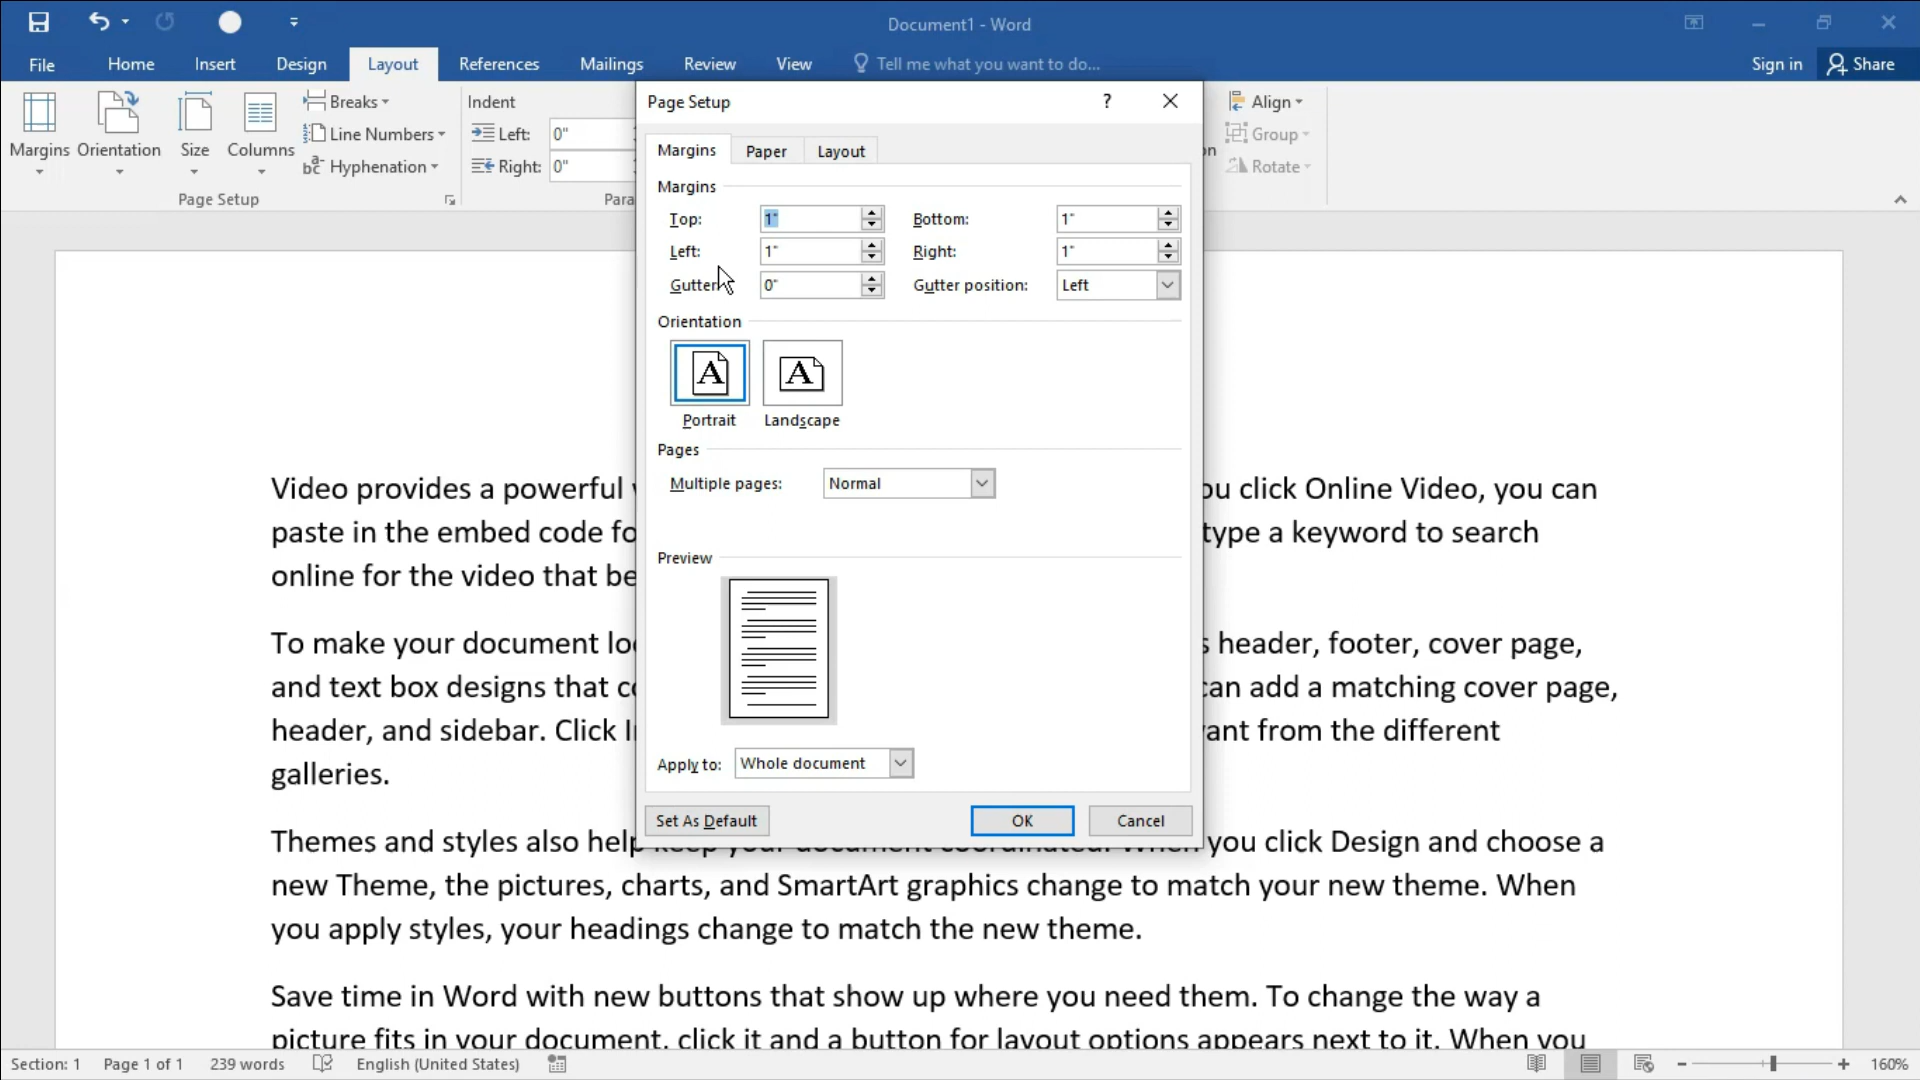 Document1 - Word
File Home Insert Design Layout References Mailings Review View Tell me what you want to do... Sign in Share
Margins Orientation Size Columns
Breaks
Line Numbers
Hyphenation
Page Setup
Indent
Left: 0"
Right: 0"
Align
Group
Rotate
Page Setup ?
Margins Paper Layout
Margins
Top: 1" Bottom: 1"
Left: 1" Right: 1"
Gutter 0" Gutter position: Left
Orientation
A A
Portrait Landscape
Pages
Multiple pages: Normal
Preview
Apply to: Whole document
Set As Default OK Cancel
Video provides a powerful click Online Video, you can
paste in the embed code type a keyword to search
online for the video that
To make your document header, footer, cover page,
and text box designs that can add a matching cover page,
header, and sidebar. Click from the different
galleries.
Themes and styles also help keep your document coordinated. When you click Design and choose a
new Theme, the pictures, charts, and SmartArt graphics change to match your new theme. When
you apply styles, your headings change to match the new theme.
Save time in Word with new buttons that show up where you need them. To change the way a
picture fits in your document, click it and a button for layout options appears next to it. When you
Section: 1 Page 1 of 1 239 words English (United States) 160%